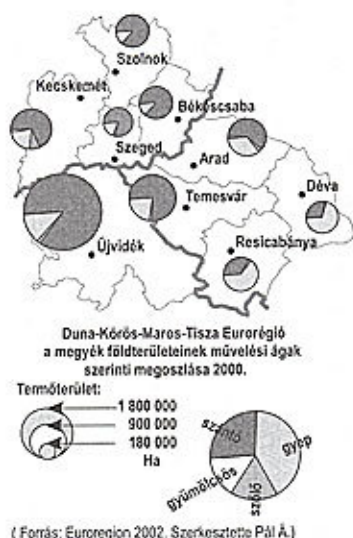 Szolnok
Kecskemét
Békéscsaba
Szeged
Arad
Déva
Temesvár
Újvidék
Resicabánya
Duna-Körös-Maros-Tisza Eurorégió
a megyék földterületeinek művelési ágak
szerinti megoszlása 2000.
Termőterület:
1 800 000
900 000
180 000
Ha
szántó
gyep
gyümölcsös
szőlő
( Forrás: Euroregion 2002. Szerkesztette Pál Á.)